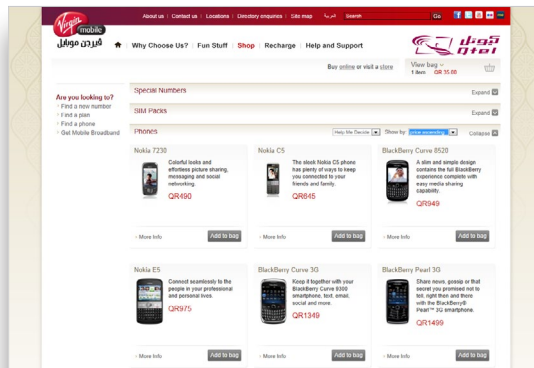 About us | Contact us | Locations | Directory enquiries | Site map العربية Search Go
Virgin mobile
فيرجن موبايل
Why Choose Us? | Fun Stuff | Shop | Recharge | Help and Support
Qtel
Buy online or visit a store
View bag
1 item QR 35.00
Are you looking to?
Find a new number
Find a plan
Find a phone
Get Mobile Broadband
Special Numbers Expand
SIM Packs Expand
Phones Help Me Decide Show by: price ascending Collapse
Nokia 7230
Colorful looks and
effortless picture sharing,
messaging and social
networking.
QR490
More Info Add to bag
Nokia C5
The sleek Nokia C5 phone
has plenty of ways to keep
you connected to your
friends and family.
QR645
More Info Add to bag
BlackBerry Curve 8520
A slim and simple design
contains the full BlackBerry
experience complete with
easy media sharing
capability.
QR949
More Info Add to bag
Nokia E5
Connect seamlessly to the
people in your professional
and personal lives.
QR975
More Info Add to bag
BlackBerry Curve 3G
Keep it together with your
BlackBerry Curve 9300
smartphone, text, email,
social and more.
QR1349
More Info Add to bag
BlackBerry Pearl 3G
Share news, gossip or that
secret you promised not to
tell, right then and there
with the BlackBerry®
Pearl™ 3G smartphone.
QR1499
More Info Add to bag